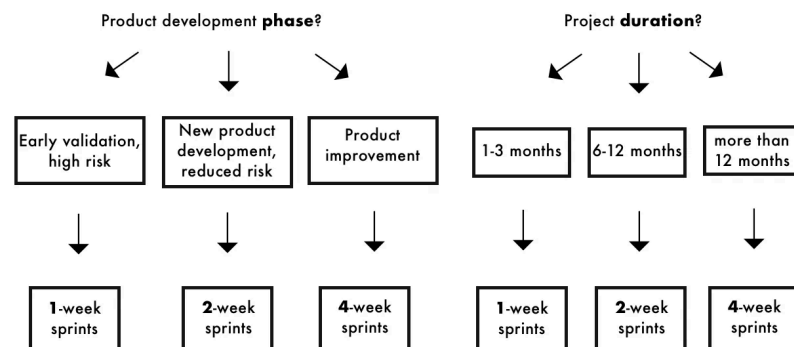 Product development phase?
Project duration?
Early validation,
high risk
New product
development,
reduced risk
Product
improvement
1-3 months
6-12 months
more than
12 months
1-week
sprints
2-week
sprints
4-week
sprints
1-week
sprints
2-week
sprints
4-week
sprints